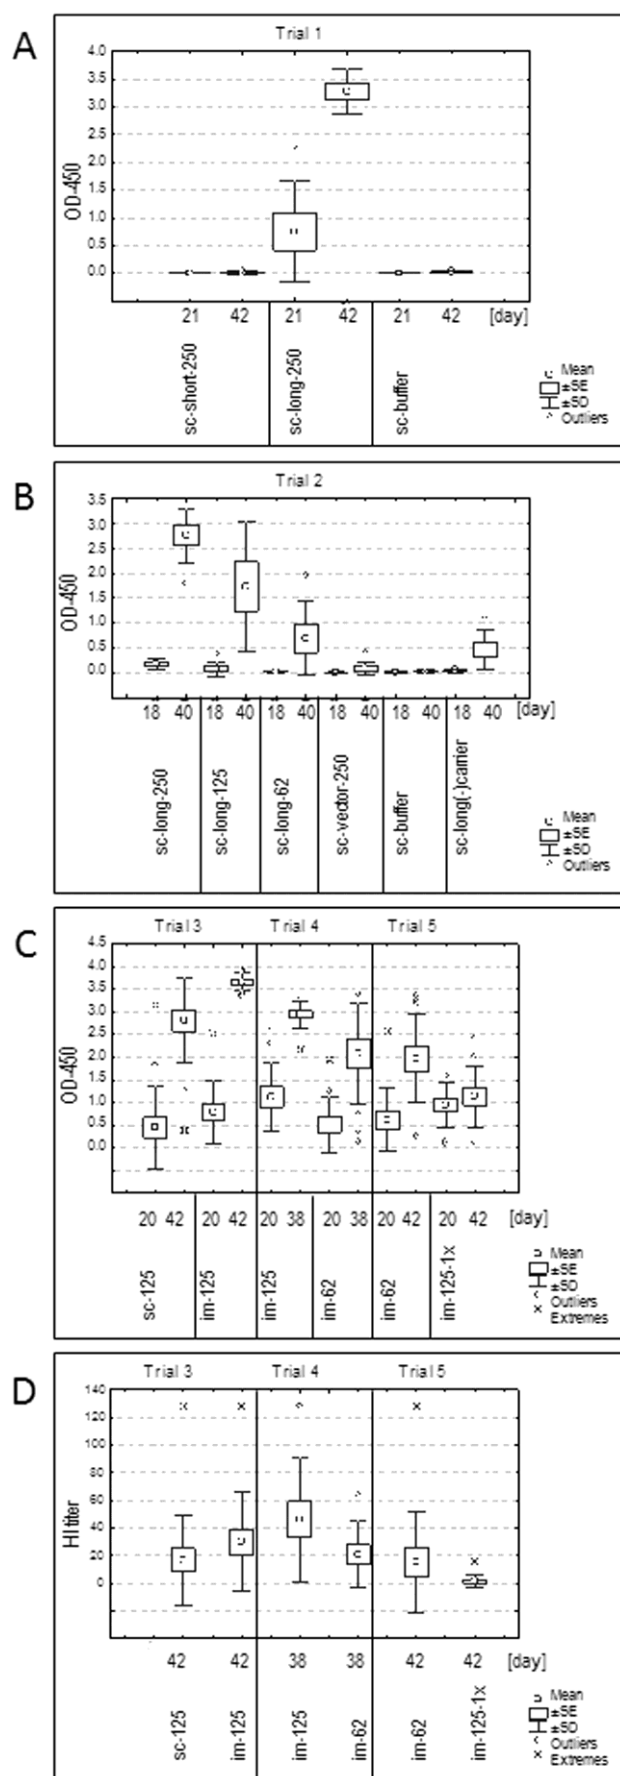 A
Trial 1
OD-450
4.0
3.5
3.0
2.5
2.0
1.5
1.0
0.5
0.0
21 42 21 42 21 42 [day]
sc-short-250
sc-long-250
sc-buffer
Mean
±SE
±SD
Outliers
B
Trial 2
OD-450
3.5
3.0
2.5
2.0
1.5
1.0
0.5
0.0
18 40 18 40 18 40 18 40 18 40 18 40 [day]
sc-long-250
sc-long-125
sc-long-62
sc-vector-250
sc-buffer
sc-long(-)carrier
Mean
±SE
±SD
Outliers
C
Trial 3 Trial 4 Trial 5
OD-450
4.5
4.0
3.5
3.0
2.5
2.0
1.5
1.0
0.5
0.0
20 42 20 42 20 38 20 38 20 42 20 42 [day]
sc-125
im-125
im-125
im-62
im-62
im-125-1x
Mean
±SE
±SD
Outliers
Extremes
D
Trial 3 Trial 4 Trial 5
HI titer
140
120
100
80
60
40
20
0
42 42 38 38 42 42 [day]
sc-125
im-125
im-125
im-62
im-62
im-125-1x
Mean
±SE
±SD
Outliers
Extremes